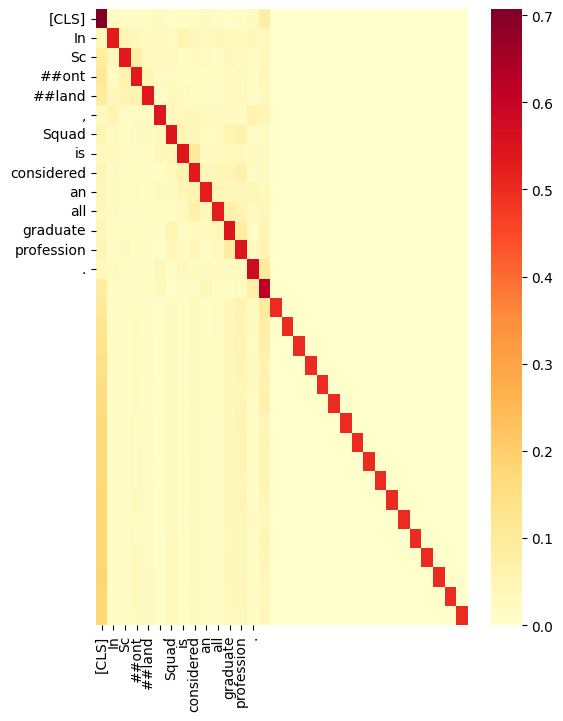 [CLS]
In
Sc
##ont
##land
,
Squad
is
considered
an
all
graduate
profession
.
0.7
0.6
0.5
0.4
0.3
0.2
0.1
0.0
[CLS]
In
Sc
##ont
##land
,
Squad
is
considered
an
all
graduate
profession
.